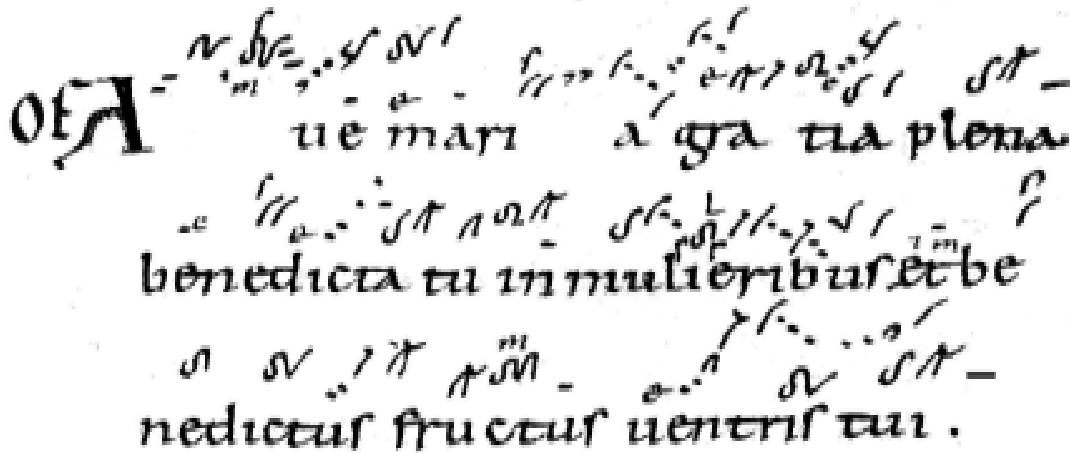 OF A ue mari a gra tia plena.
benedicta tu in mulieribus et be
nedictus fructus uentris tui .